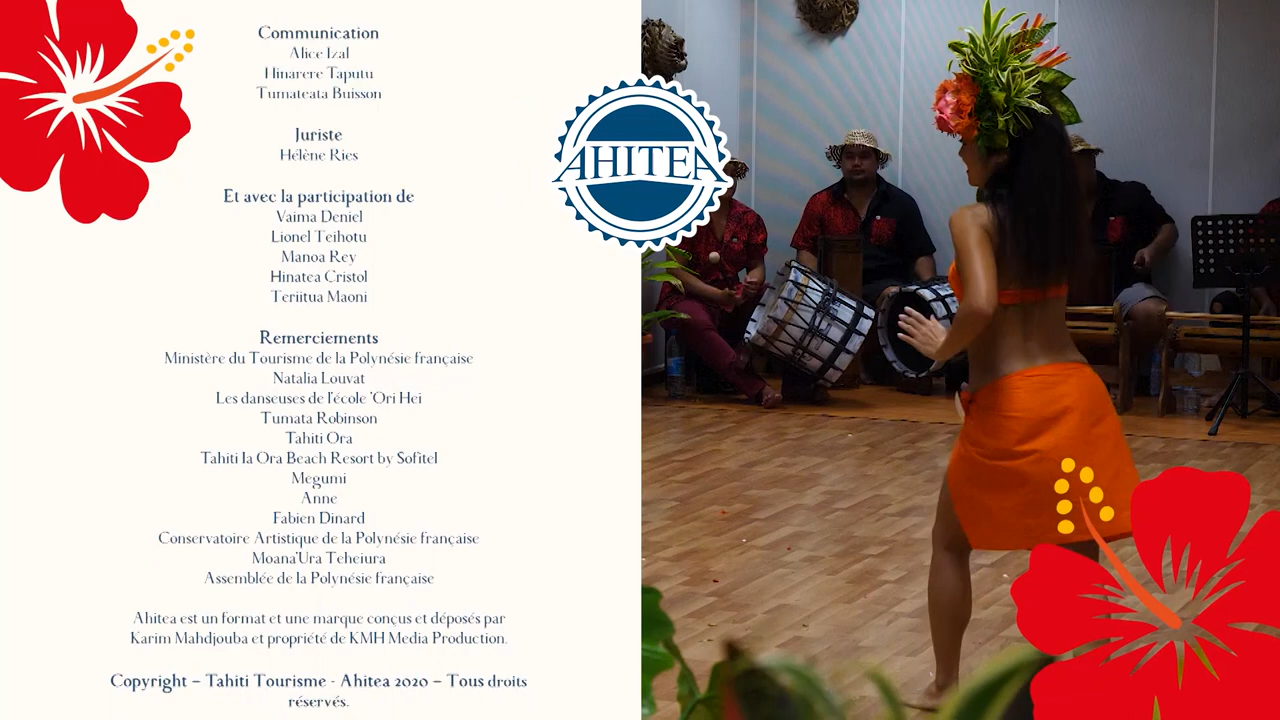 Communication
Alice Izal
Hinarere Taputu
Tumateata Buisson
Juriste
Hélène Ries
Et avec la participation de
Vaima Deniel
Lionel Teihotu
Manoa Rey
Hinatea Cristol
Teriitua Maoni
Remerciements
Ministère du Tourisme de la Polynésie française
Natalia Louvat
Les danseuses de l'école 'Ori Hei
Tumata Robinson
Tahiti Ora
Tahiti Ia Ora Beach Resort by Sofitel
Megumi
Anne
Fabien Dinard
Conservatoire Artistique de la Polynésie française
Moana'Ura Teheiura
Assemblée de la Polynésie française
Ahitea est un format et une marque conçus et déposés par
Karim Mahdjouba et propriété de KMH Media Production.
Copyright – Tahiti Tourisme - Ahitea 2020 – Tous droits
réservés.
AHITEA